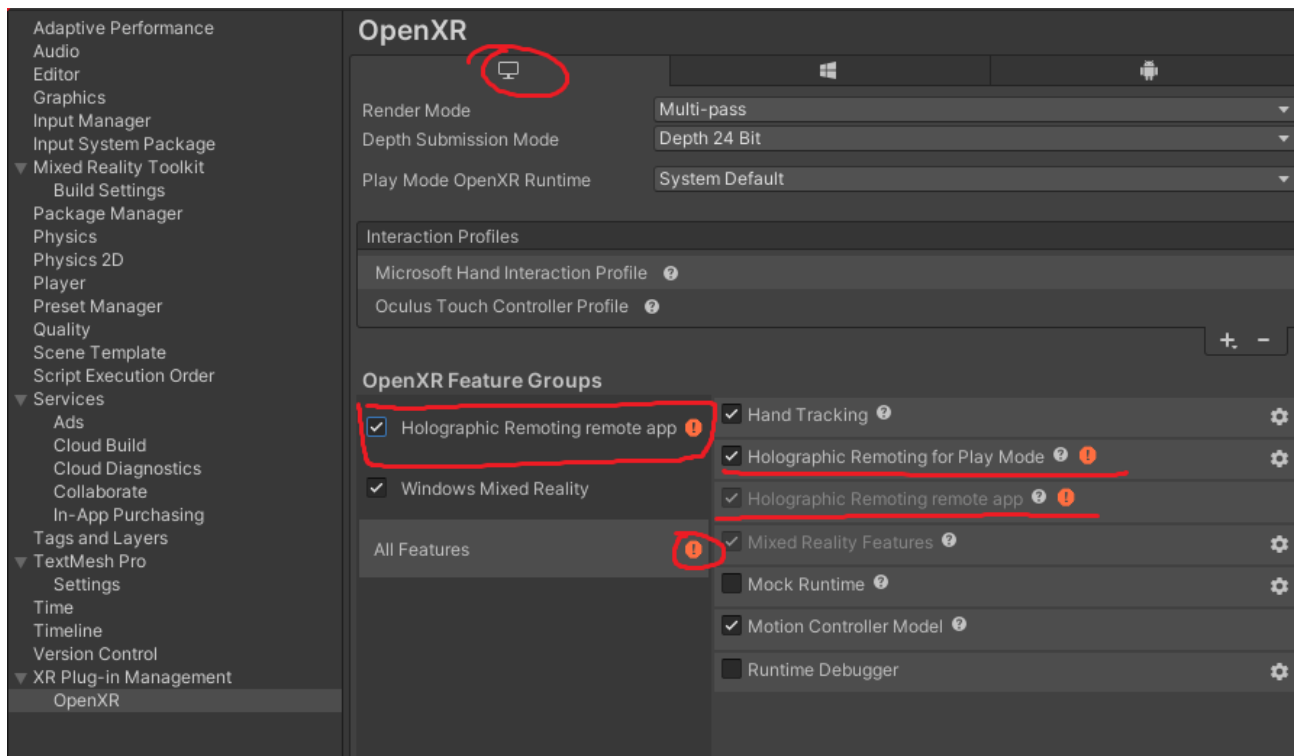 Adaptive Performance
Audio
Editor
Graphics
Input Manager
Input System Package
Mixed Reality Toolkit
Build Settings
Package Manager
Physics
Physics 2D
Player
Preset Manager
Quality
Scene Template
Script Execution Order
Services
Ads
Cloud Build
Cloud Diagnostics
Collaborate
In-App Purchasing
Tags and Layers
TextMesh Pro
Settings
Time
Timeline
Version Control
XR Plug-in Management
OpenXR
OpenXR
Render Mode Multi-pass
Depth Submission Mode Depth 24 Bit
Play Mode OpenXR Runtime System Default
Interaction Profiles
Microsoft Hand Interaction Profile
Oculus Touch Controller Profile
OpenXR Feature Groups
Holographic Remoting remote app
Windows Mixed Reality
All Features
Hand Tracking
Holographic Remoting for Play Mode
Holographic Remoting remote app
Mixed Reality Features
Mock Runtime
Motion Controller Model
Runtime Debugger